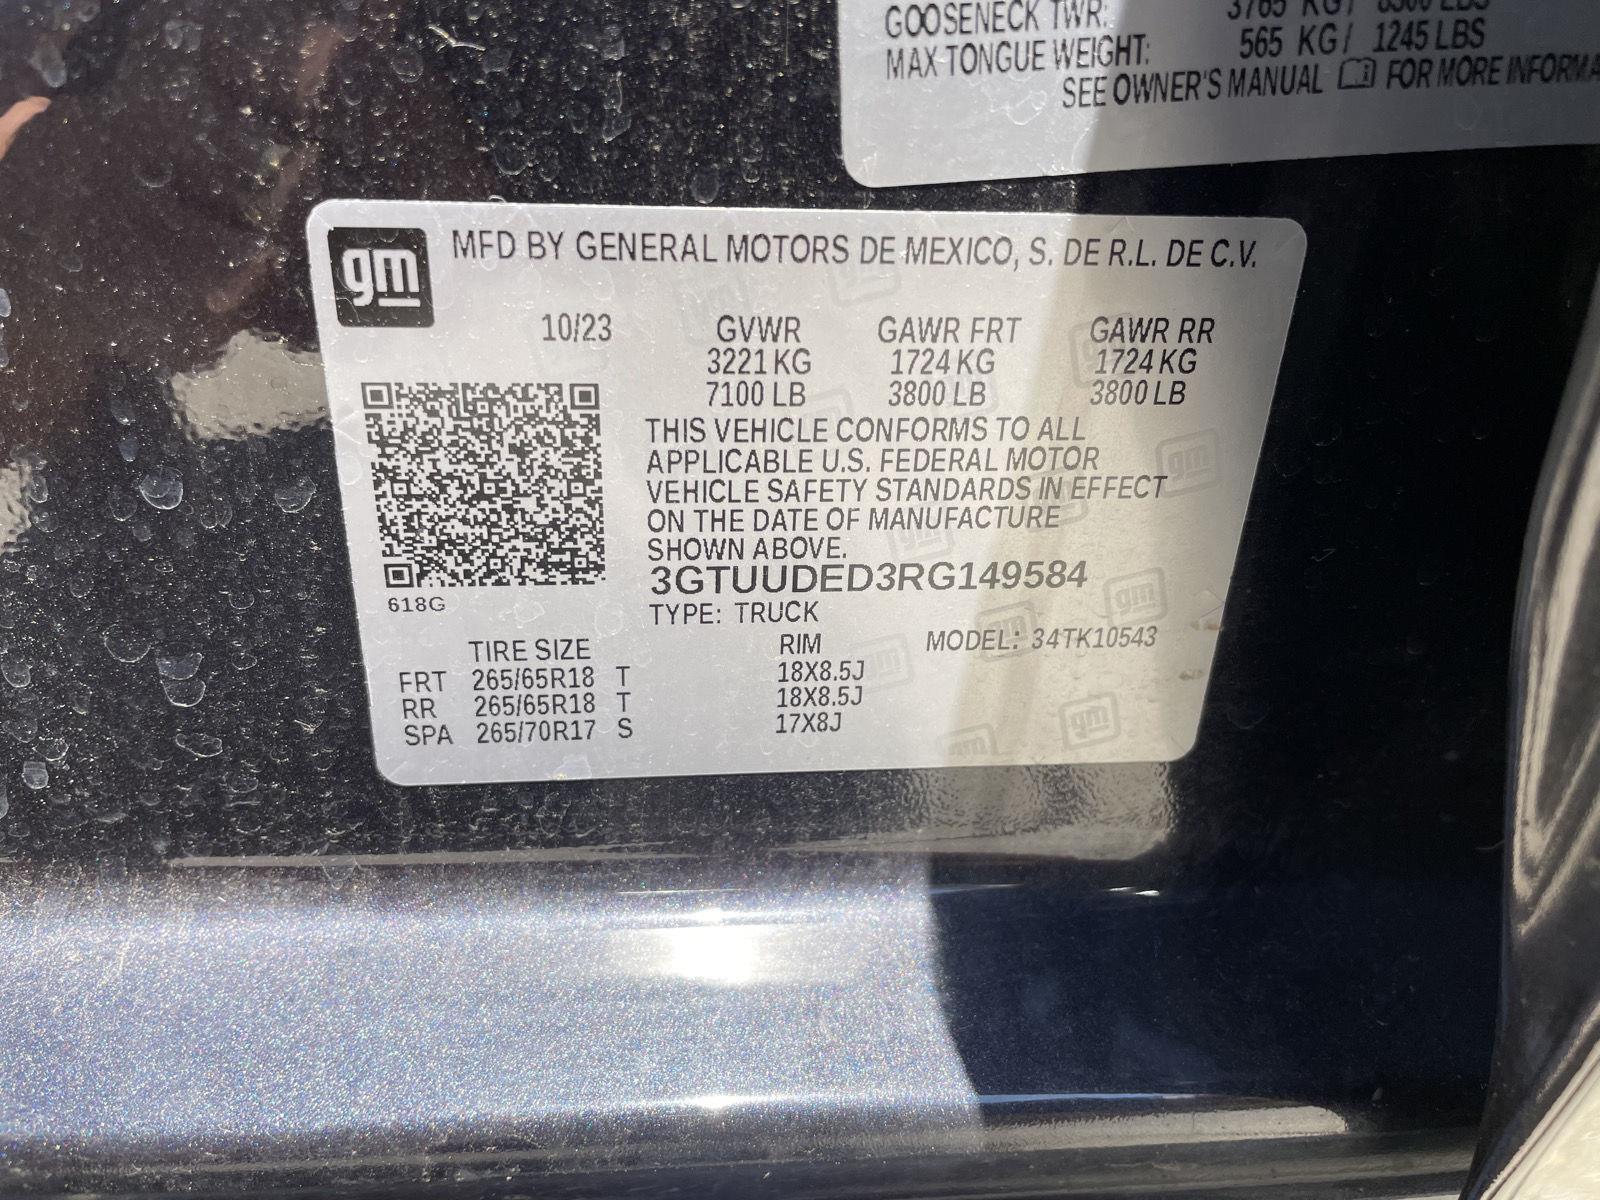 GOOSENECK TWR: 3765 KG / 8300 LBS
MAX TONGUE WEIGHT: 565 KG / 1245 LBS
SEE OWNER'S MANUAL FOR MORE
gm MFD BY GENERAL MOTORS DE MEXICO, S. DE R.L. DE C.V.
10/23 GVWR GAWR FRT GAWR RR
3221 KG 1724 KG 1724 KG
7100 LB 3800 LB 3800 LB
THIS VEHICLE CONFORMS TO ALL
APPLICABLE U.S. FEDERAL MOTOR
VEHICLE SAFETY STANDARDS IN EFFECT
ON THE DATE OF MANUFACTURE
SHOWN ABOVE.
3GTUUDED3RG149584
618G
TYPE: TRUCK
TIRE SIZE RIM MODEL: 34TK10543
FRT 265/65R18 T 18X8.5J
RR 265/65R18 T 18X8.5J
SPA 265/70R17 S 17X8J